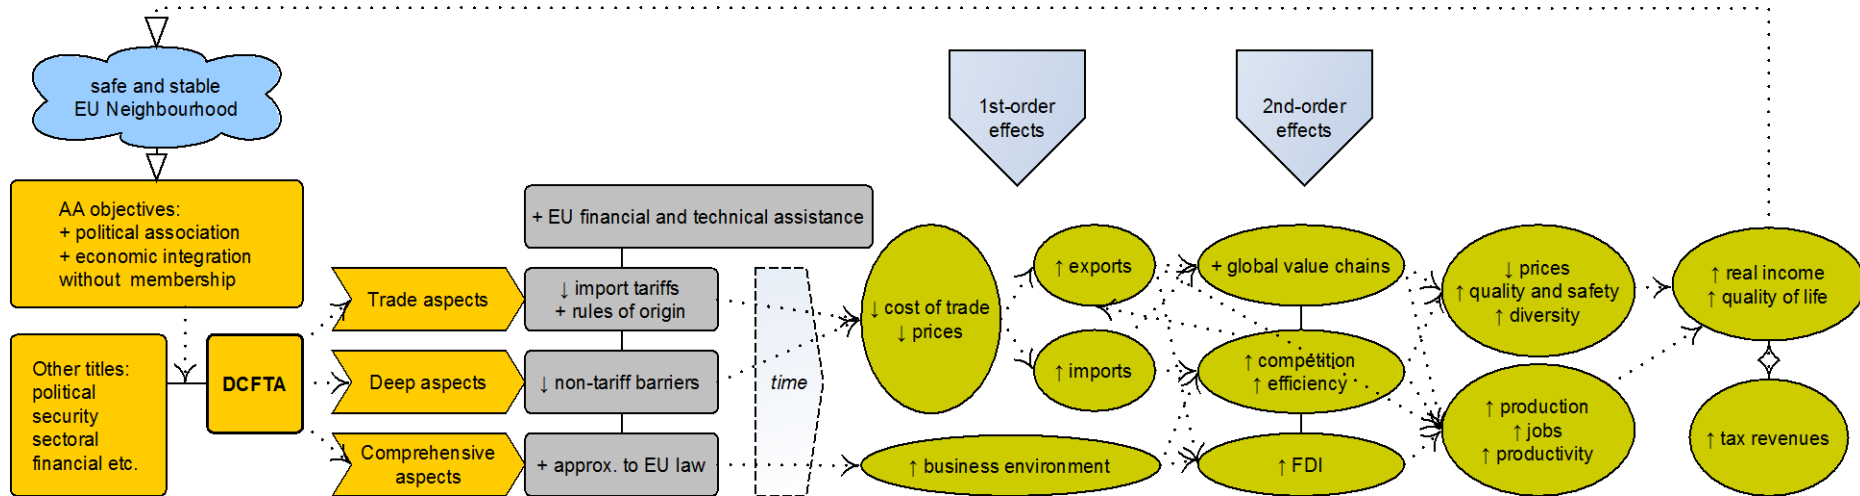 safe and stable
EU Neighbourhood
AA objectives:
+ political association
+ economic integration
without membership
Other titles:
political
security
sectoral
financial etc.
DCFTA
Trade aspects
Deep aspects
Comprehensive
aspects
+ EU financial and technical assistance
↓ import tariffs
+ rules of origin
↓ non-tariff barriers
+ approx. to EU law
time
1st-order
effects
2nd-order
effects
↓ cost of trade
↓ prices
↑ business environment
↑ exports
↑ imports
+ global value chains
↑ compétition
↑ efficiency
↑ FDI
↓ prices
↑ quality and safety
↑ diversity
↑ production
↑ jobs
↑ productivity
↑ real income
↑ quality of life
↑ tax revenues